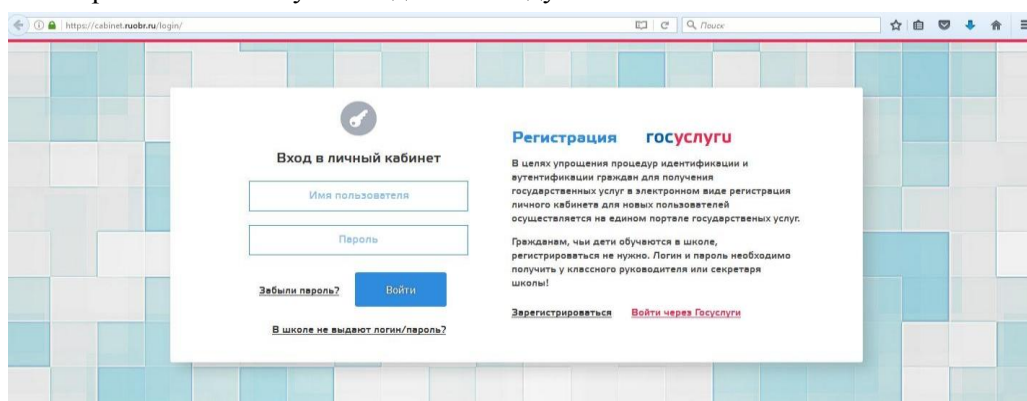 https://cabinet.ruobr.ru/login/
Поиск
Вход в личный кабинет
Имя пользователя
Пароль
Забыли пароль?
Войти
В школе не выдают логин/пароль?
Регистрация
госуслуги
В целях упрощения процедур идентификации и
аутентификации граждан для получения
государственных услуг в электронном виде регистрация
личного кабинета для новых пользователей
осуществляется на едином портале государственых услуг.
Гражданам, чьи дети обучаются в школе,
регистрироваться не нужно. Логин и пароль необходимо
получить у классного руководителя или секретаря
школы!
Зарегистрироваться
Войти через Госуслуги